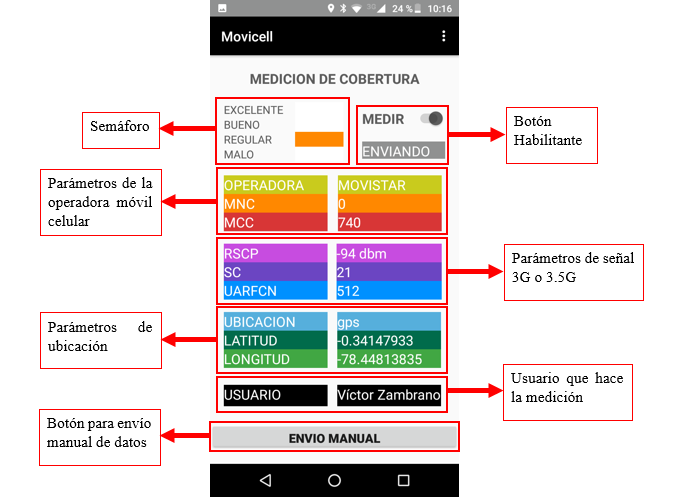 3G 24 % 10:16
Movicell
MEDICION DE COBERTURA
Semáforo
EXCELENTE
BUENO
REGULAR
MALO
MEDIR
ENVIANDO
Botón
Habilitante
Parámetros de la
operadora móvil
celular
OPERADORA MOVISTAR
MNC 0
MCC 740
RSCP -94 dbm
SC 21
UARFCN 512
Parámetros de señal
3G o 3.5G
Parámetros de
ubicación
UBICACION gps
LATITUD -0.34147933
LONGITUD -78.44813835
USUARIO Víctor Zambrano
Usuario que hace
la medición
Botón para envío
manual de datos
ENVIO MANUAL